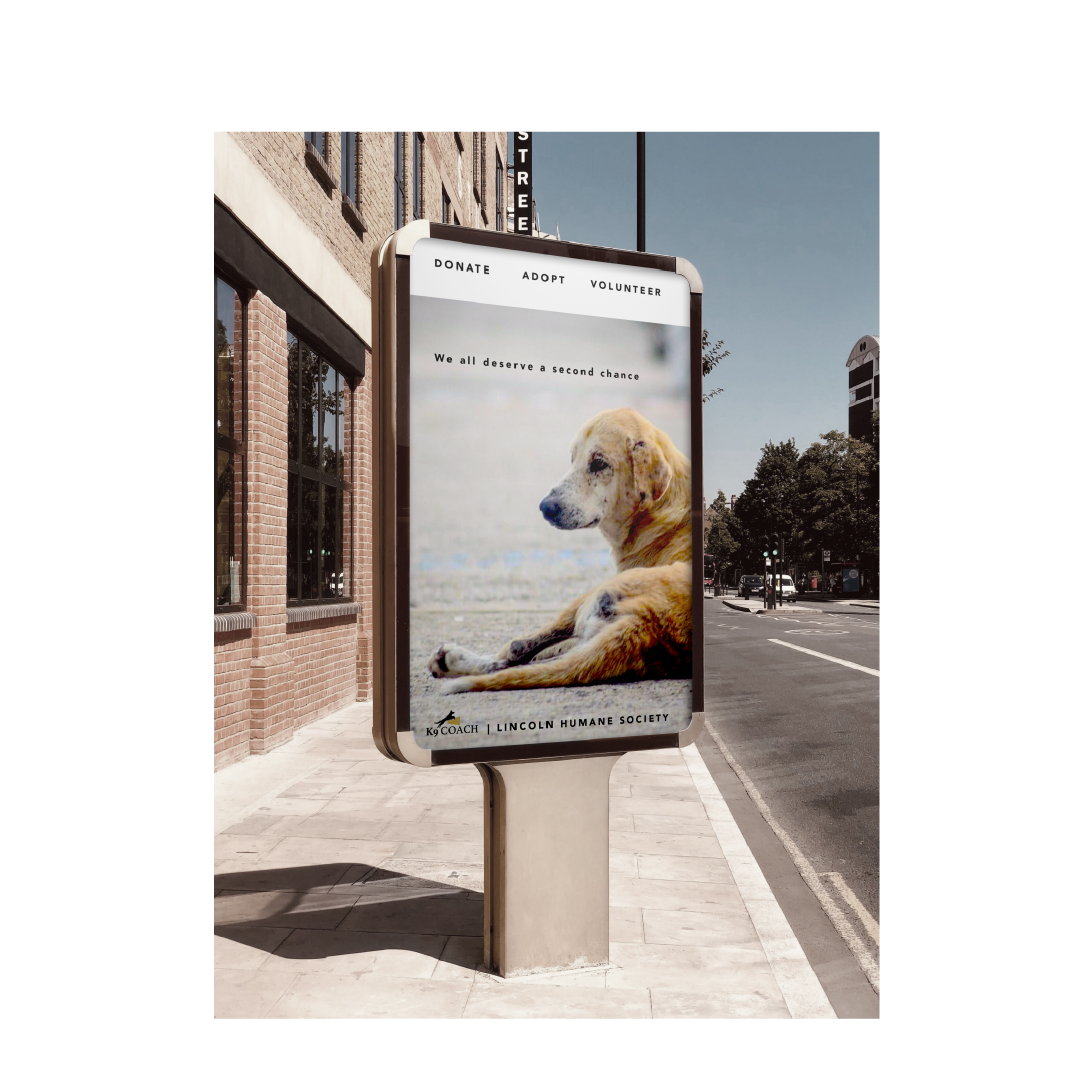 STREE
DONATE ADOPT VOLUNTEER
We all deserve a second chance
K9 COACH | LINCOLN HUMANE SOCIETY